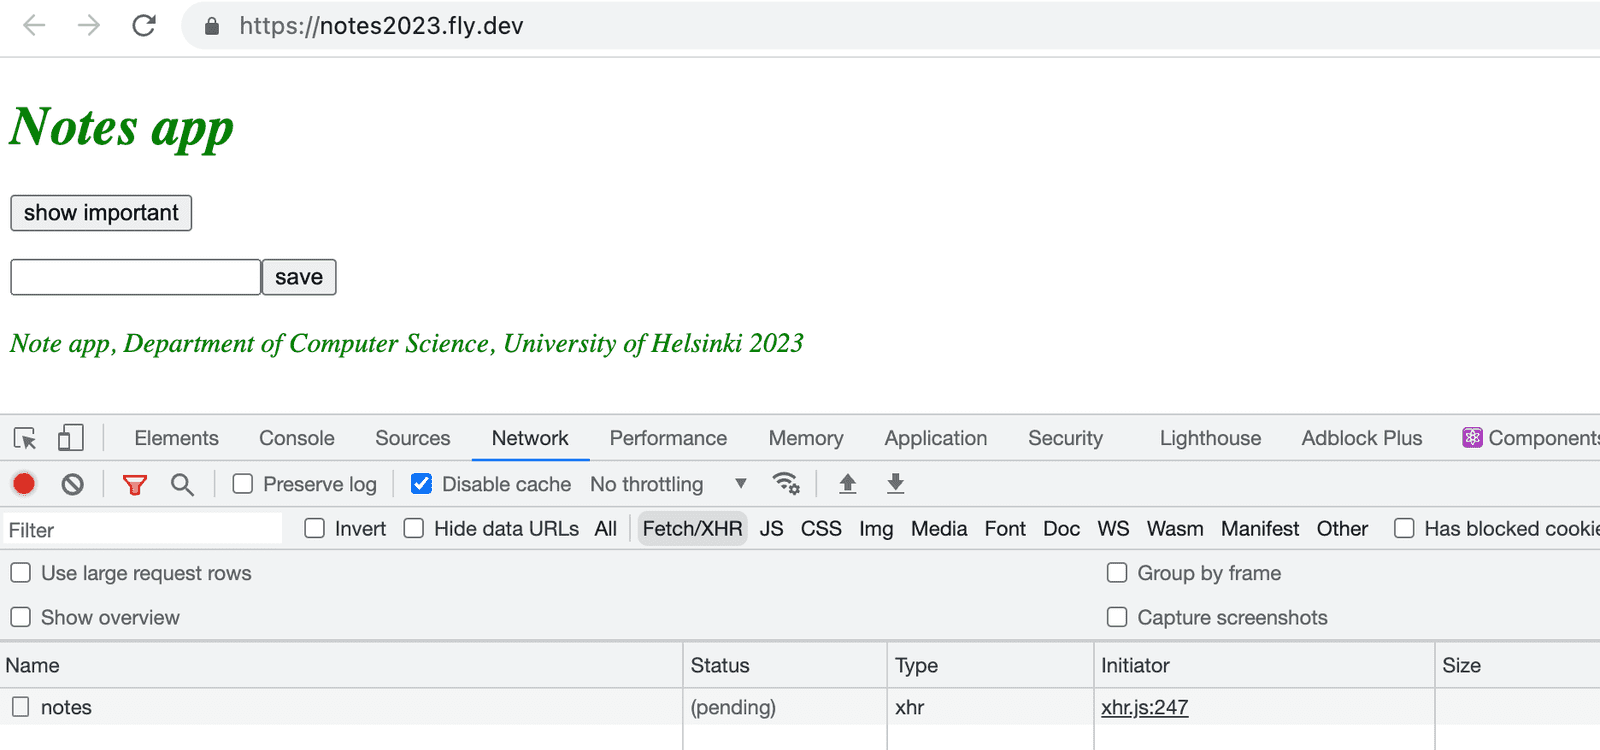 https://notes2023.fly.dev
Notes app
show important
save
Note app, Department of Computer Science, University of Helsinki 2023
Elements Console Sources Network Performance Memory Application Security Lighthouse Adblock Plus Components
Preserve log Disable cache No throttling
Filter Invert Hide data URLs All Fetch/XHR JS CSS Img Media Font Doc WS Wasm Manifest Other Has blocked cookie
Use large request rows Group by frame
Show overview Capture screenshots
Name Status Type Initiator Size
notes (pending) xhr xhr.js:247